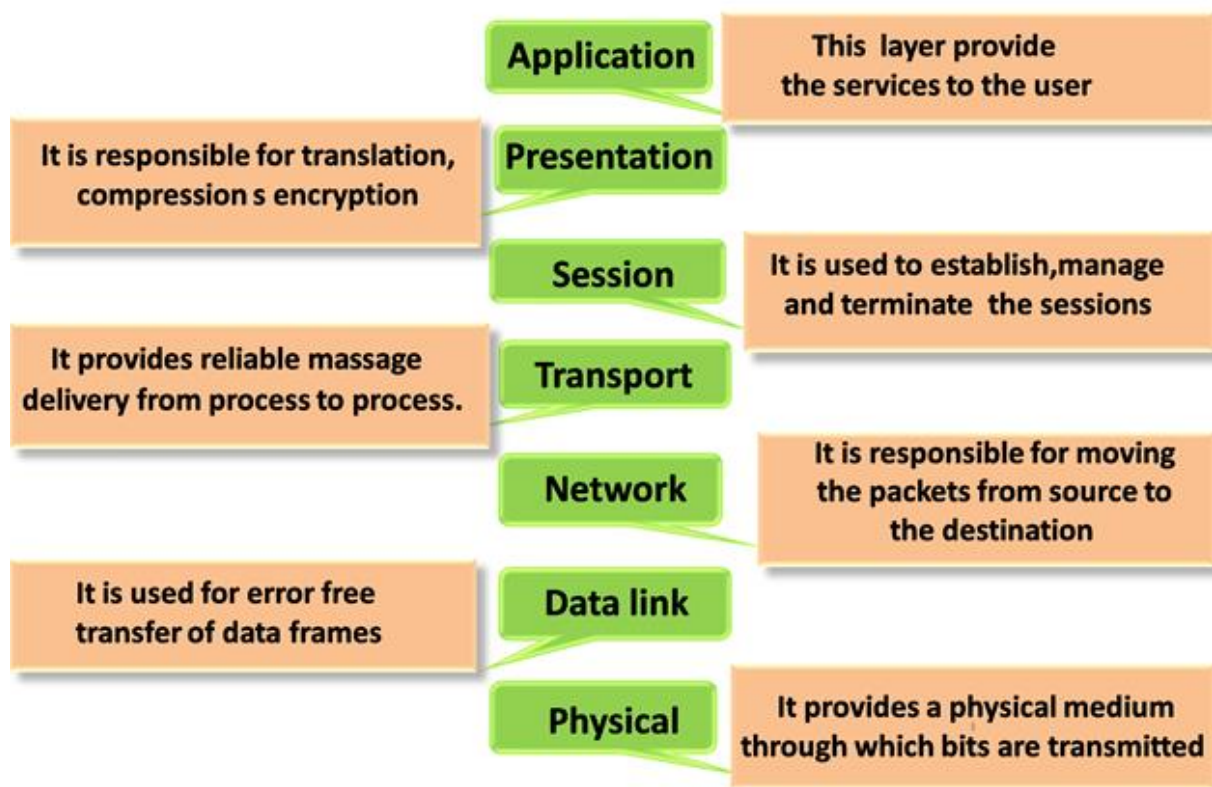 Application
This layer provide
the services to the user
Presentation
It is responsible for translation,
compression s encryption
Session
It is used to establish,manage
and terminate the sessions
Transport
It provides reliable massage
delivery from process to process.
Network
It is responsible for moving
the packets from source to
the destination
Data link
It is used for error free
transfer of data frames
Physical
It provides a physical medium
through which bits are transmitted